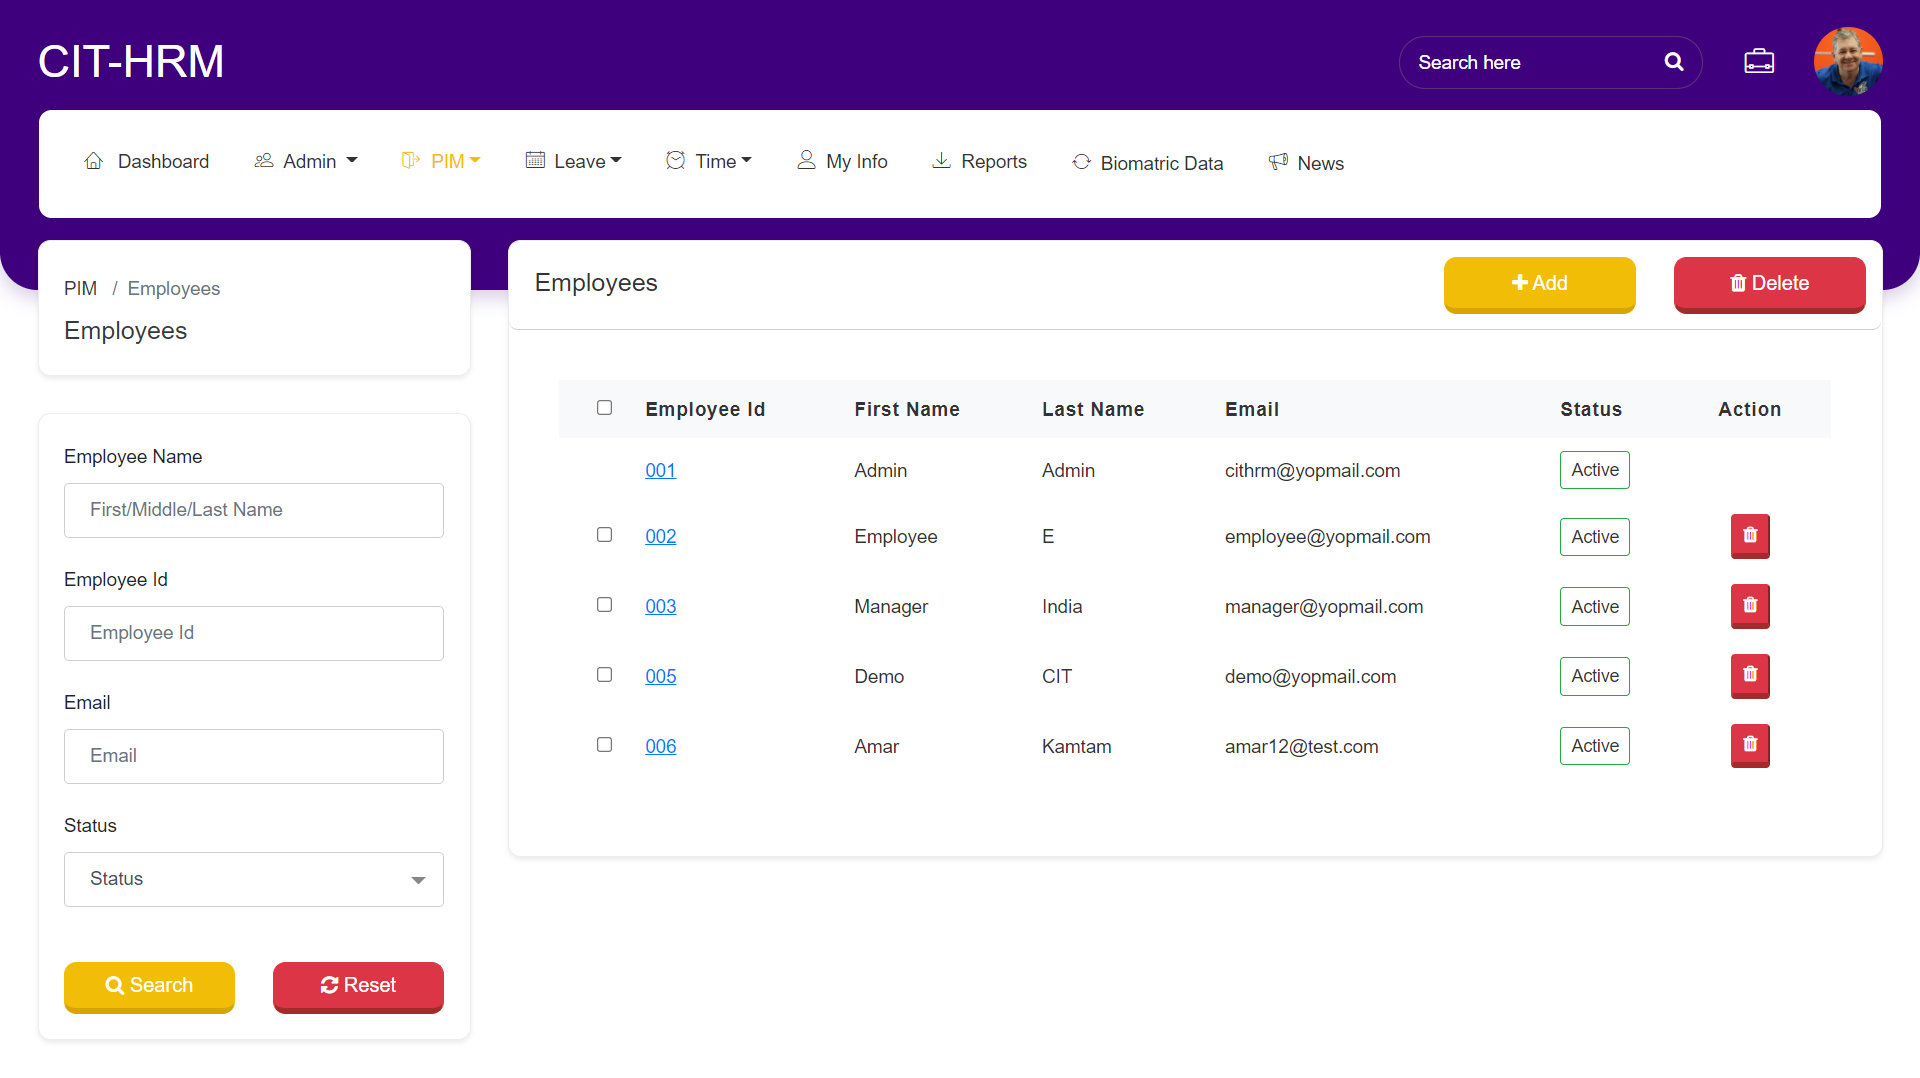 CIT-HRM
Search here
Dashboard
Admin
PIM
Leave
Time
My Info
Reports
Biomatric Data
News
PIM / Employees
Employees
Employee Name
First/Middle/Last Name
Employee Id
Employee Id
Email
Email
Status
Status
Search
Reset
Employees
Add
Delete
Employee Id First Name Last Name Email Status Action
001 Admin Admin cithrm@yopmail.com Active
002 Employee E employee@yopmail.com Active
003 Manager India manager@yopmail.com Active
005 Demo CIT demo@yopmail.com Active
006 Amar Kamtam amar12@test.com Active